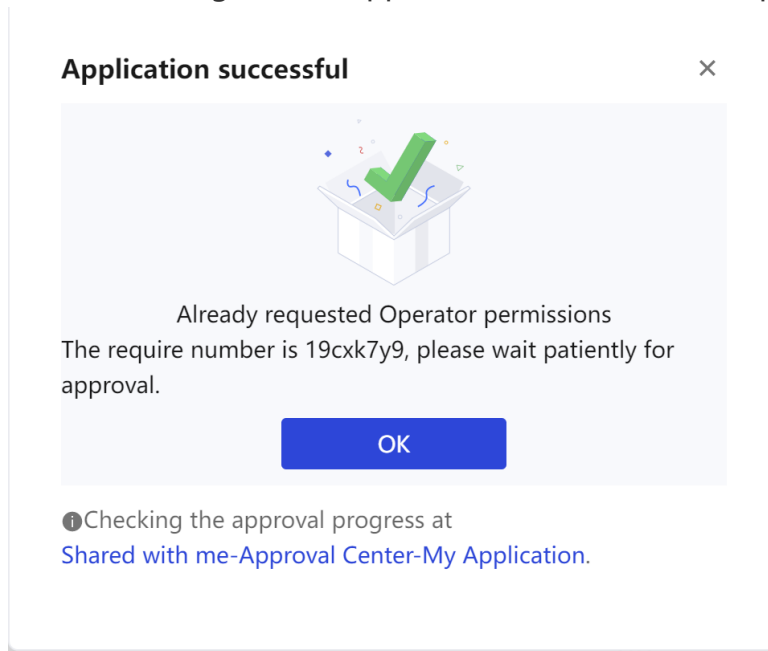 Application successful
Already requested Operator permissions
The require number is 19cxk7y9, please wait patiently for
approval.
OK
Checking the approval progress at
Shared with me-Approval Center-My Application.